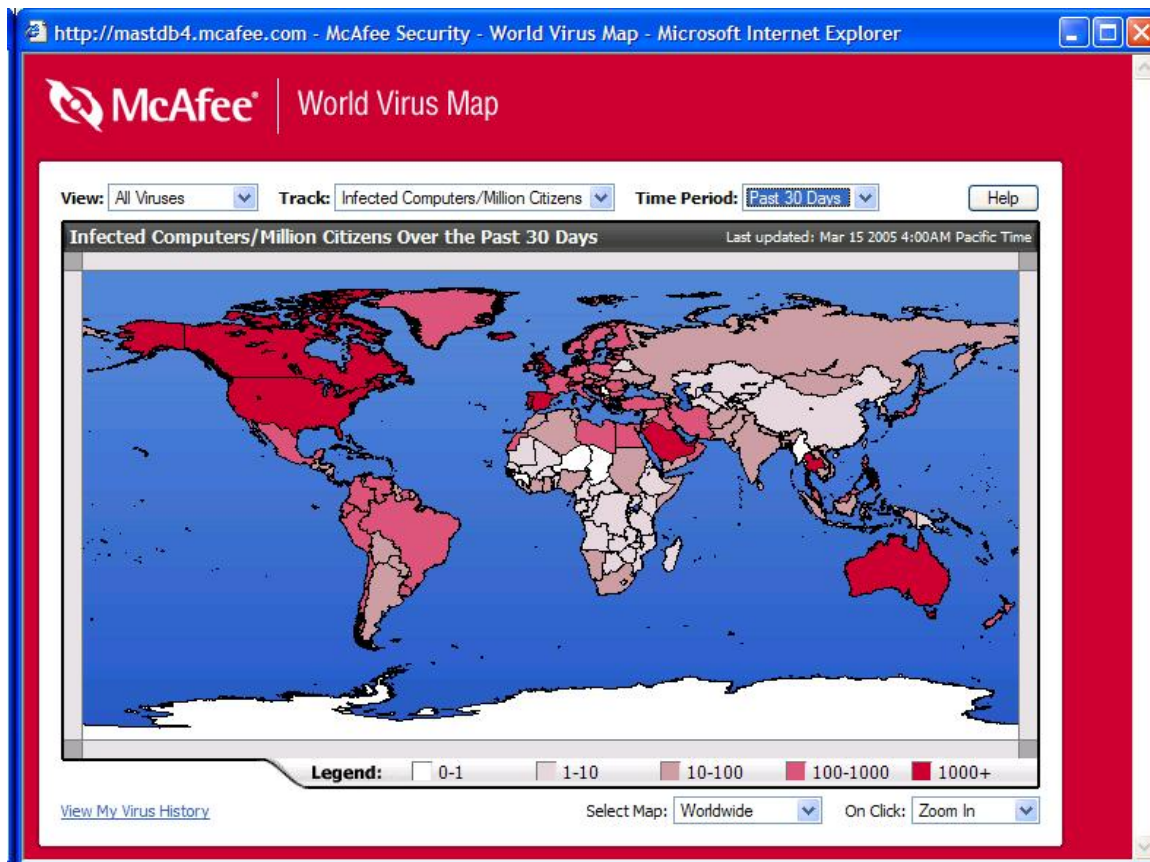 http://mastdb4.mcafee.com - McAfee Security - World Virus Map - Microsoft Internet Explorer
McAfee® World Virus Map
View: All Viruses Track: Infected Computers/Million Citizens Time Period: Past 30 Days Help
Infected Computers/Million Citizens Over the Past 30 Days Last updated: Mar 15 2005 4:00AM Pacific Time
Legend: 0-1 1-10 10-100 100-1000 1000+
View My Virus History Select Map: Worldwide On Click: Zoom In